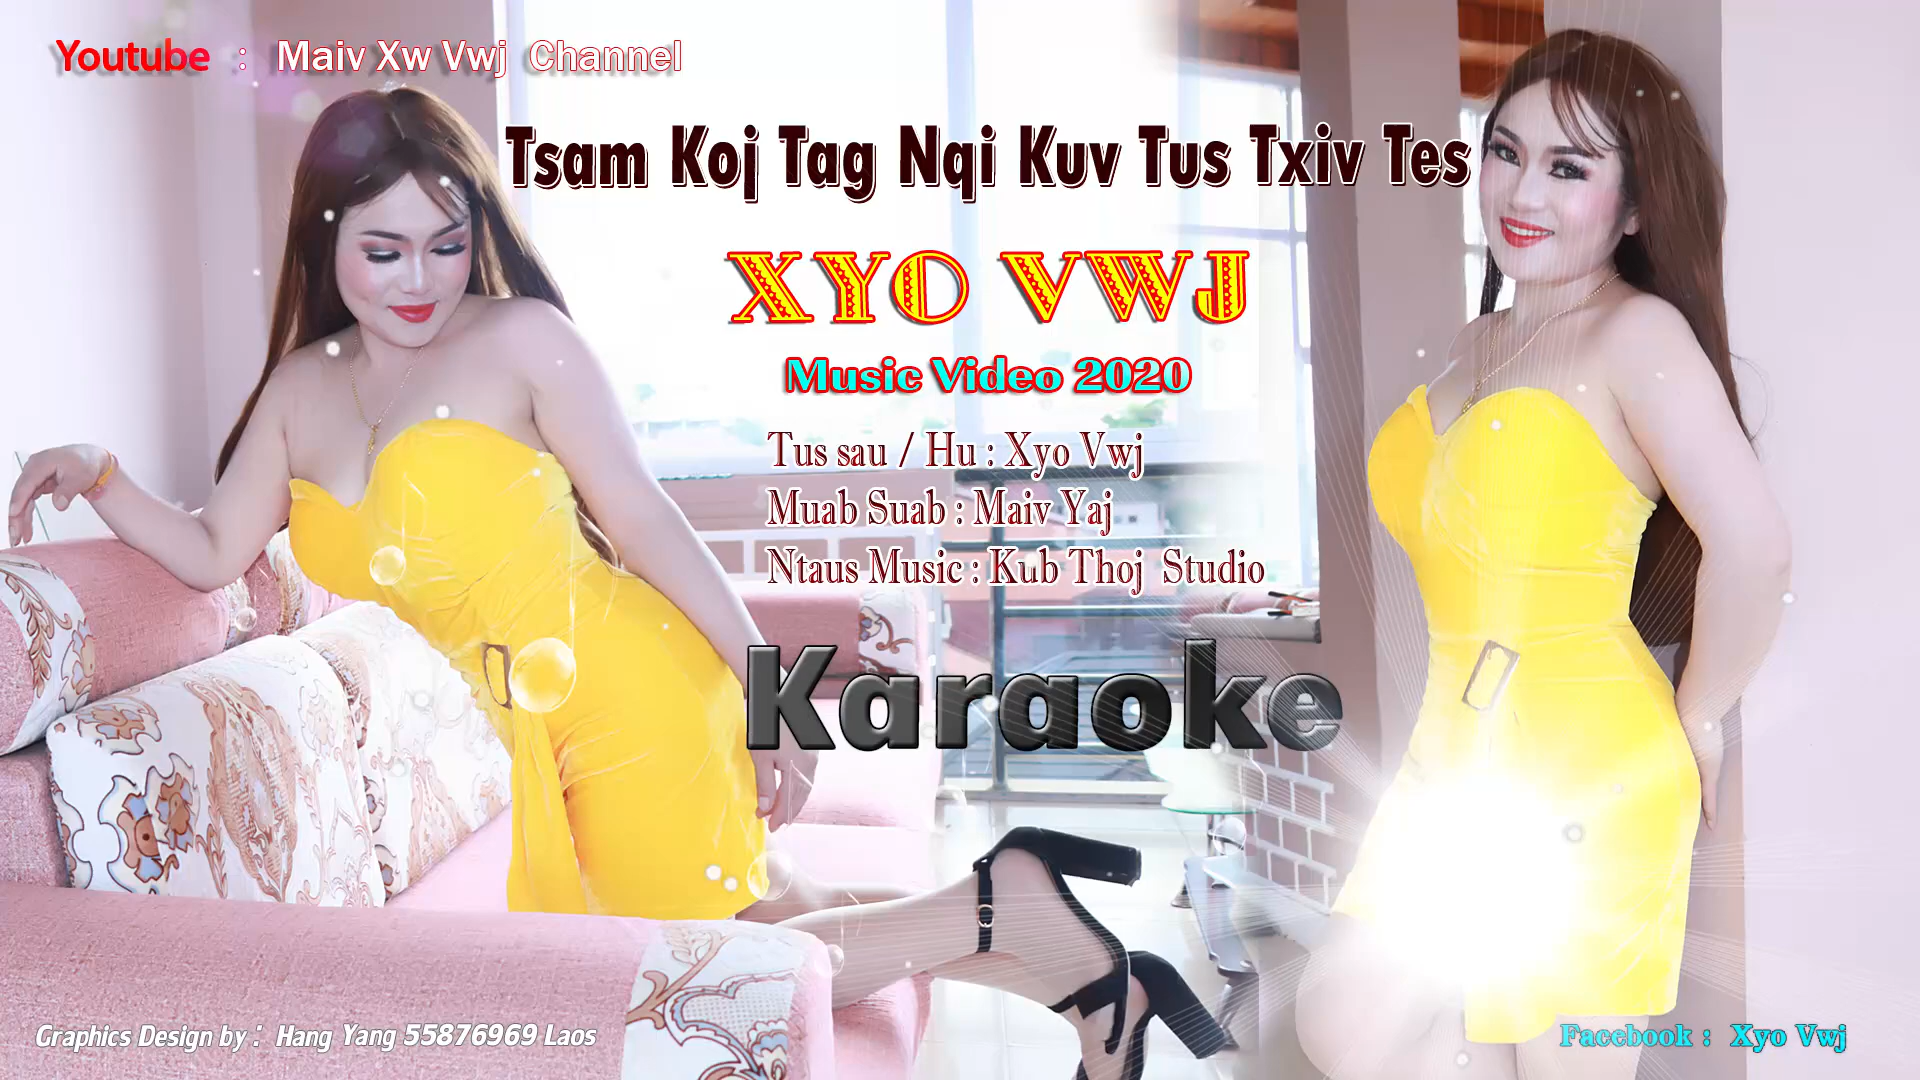 Youtube : Maiv Xw Vwj Channel
Tsam Koj Tag Nqi Kuv Tus Txiv Tes
XYO VWJ
Music Video 2020
Tus sau / Hu : Xyo Vwj
Muab Suab : Maiv Yaj
Ntaus Music : Kub Thoj Studio
Karaoke
Graphics Design by : Hang Yang 55876969 Laos
Facebook : Xyo Vwj